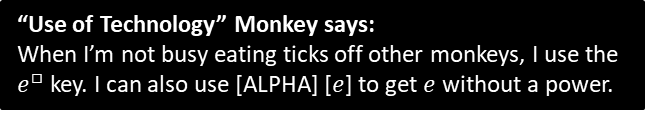 “Use of Technology” Monkey says:
When I’m not busy eating ticks off other monkeys, I use the
𝑒□ key. I can also use [ALPHA] [𝑒] to get 𝑒 without a power.